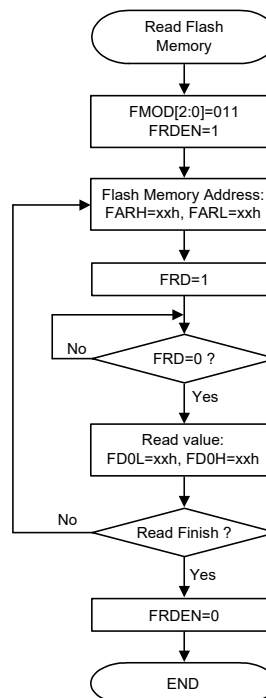 Read Flash
Memory
FMOD[2:0]=011
FRDEN=1
Flash Memory Address:
FARH=xxh, FARL=xxh
FRD=1
No
FRD=0 ?
Yes
Read value:
FD0L=xxh, FD0H=xxh
No
Read Finish ?
Yes
FRDEN=0
END